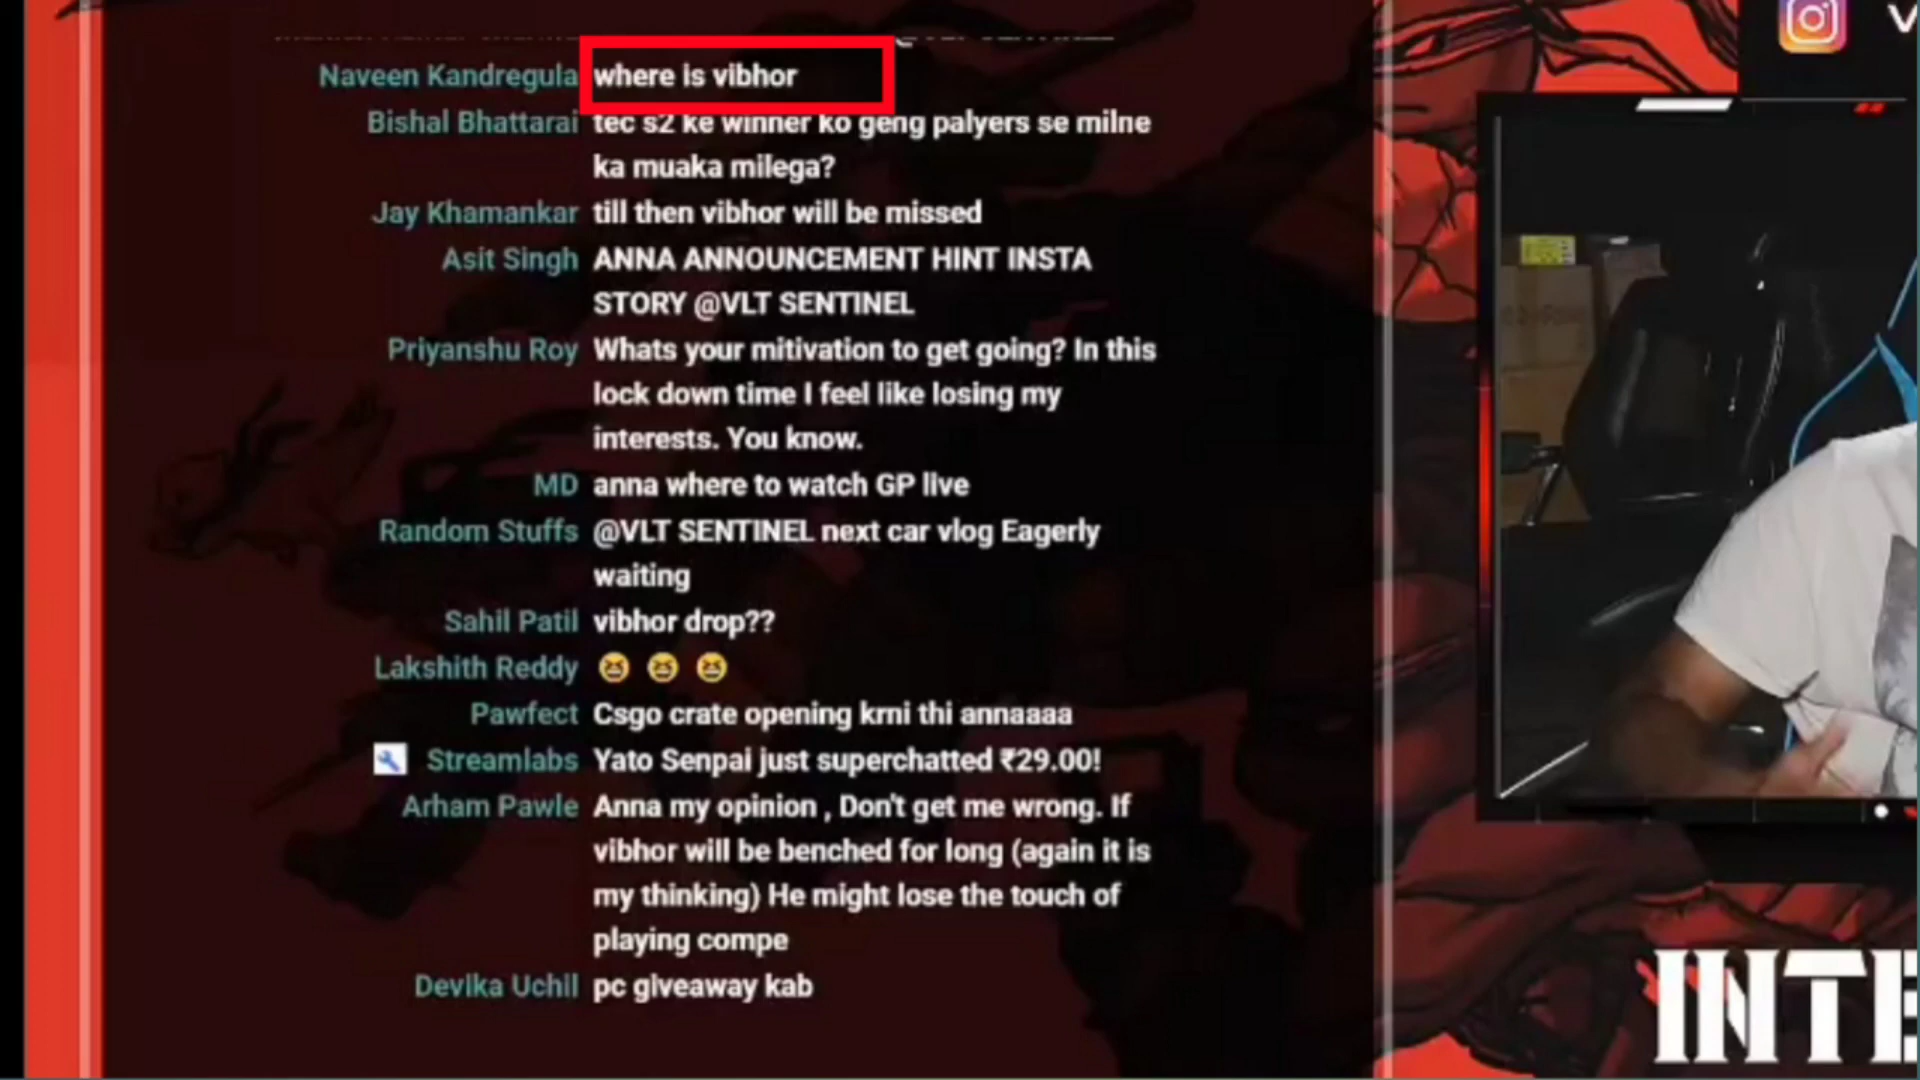 @VLT SENTINEL
Naveen Kandregula where is vibhor
Bishal Bhattarai tec s2 ke winner ko geng palyers se milne
ka muaka milega?
Jay Khamankar till then vibhor will be missed
Asit Singh ANNA ANNOUNCEMENT HINT INSTA
STORY @VLT SENTINEL
Priyanshu Roy Whats your mitivation to get going? In this
lock down time I feel like losing my
interests. You know.
MD anna where to watch GP live
Random Stuffs @VLT SENTINEL next car vlog Eagerly
waiting
Sahil Patil vibhor drop??
Lakshith Reddy 😆 😆 😆
Pawfect Csgo crate opening krni thi annaaaa
Streamlabs Yato Senpai just superchatted ₹29.00!
Arham Pawle Anna my opinion , Don't get me wrong. If
vibhor will be benched for long (again it is
my thinking) He might lose the touch of
playing compe
Devika Uchil pc giveaway kab
V
INTE